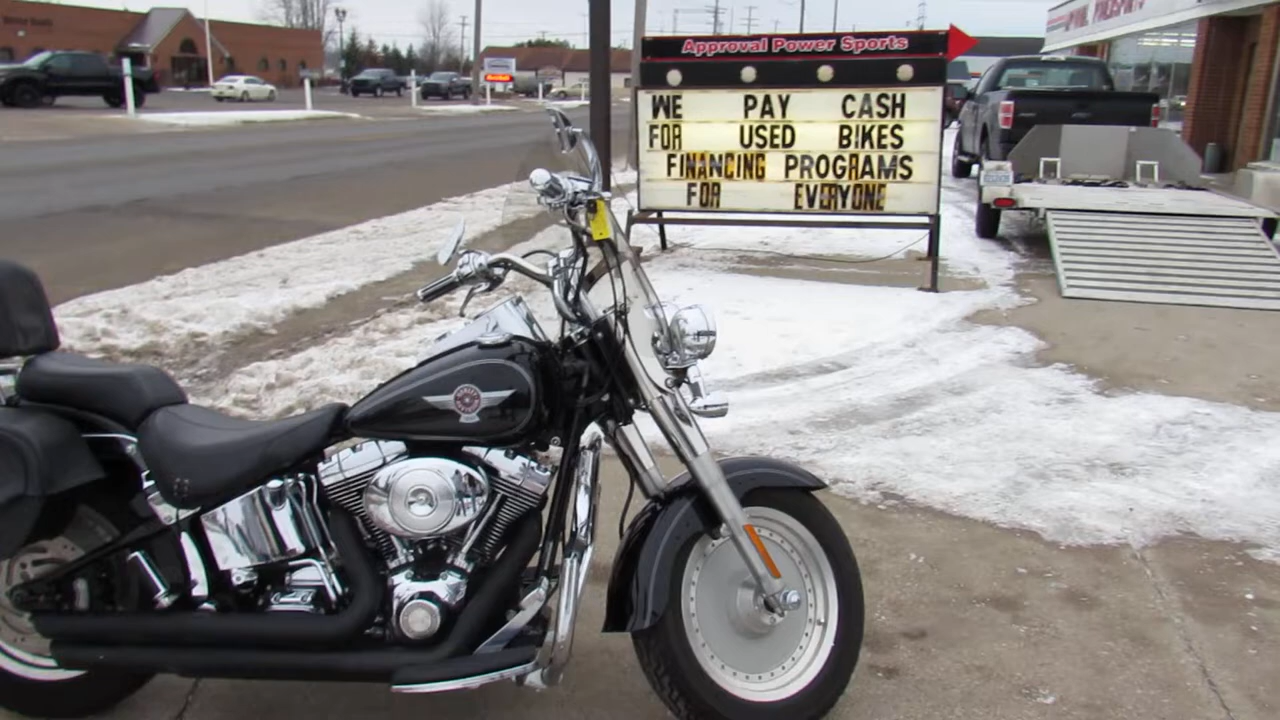 Approval Power Sports
WE PAY CASH
FOR USED BIKES
FINANCING PROGRAMS
FOR EVERYONE